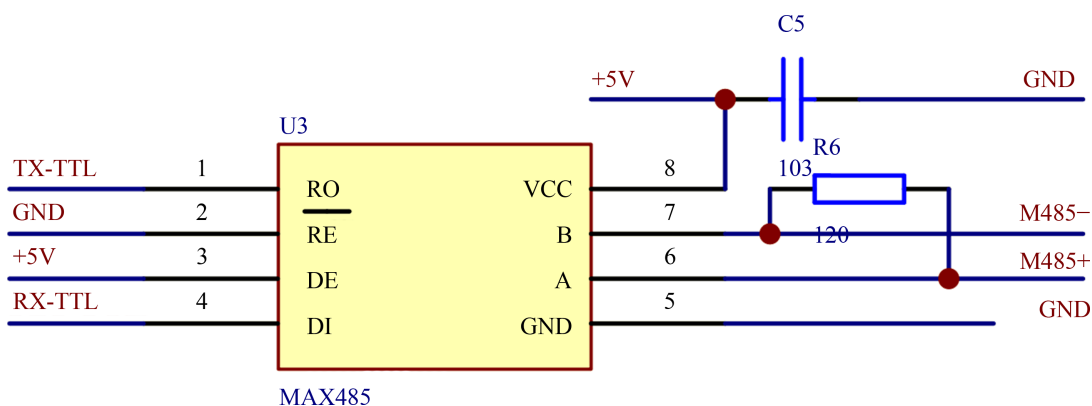 C5
+5V
GND
U3
103
R6
TX-TTL
1
RO
VCC
8
GND
2
RE
B
7
120
M485−
+5V
3
DE
A
6
M485+
RX-TTL
4
DI
GND
5
GND
MAX485